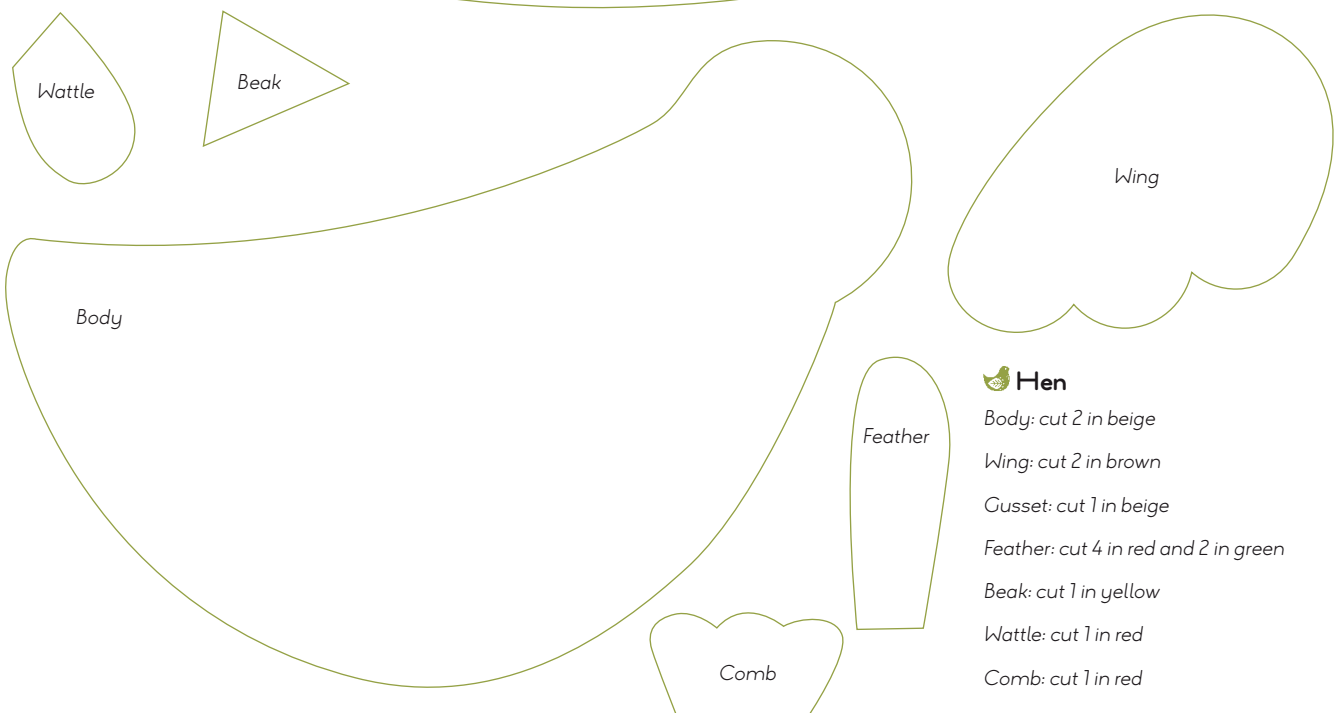 Wattle
Beak
Wing
Body
Feather
Comb
Hen
Body: cut 2 in beige
Wing: cut 2 in brown
Gusset: cut 1 in beige
Feather: cut 4 in red and 2 in green
Beak: cut 1 in yellow
Wattle: cut 1 in red
Comb: cut 1 in red